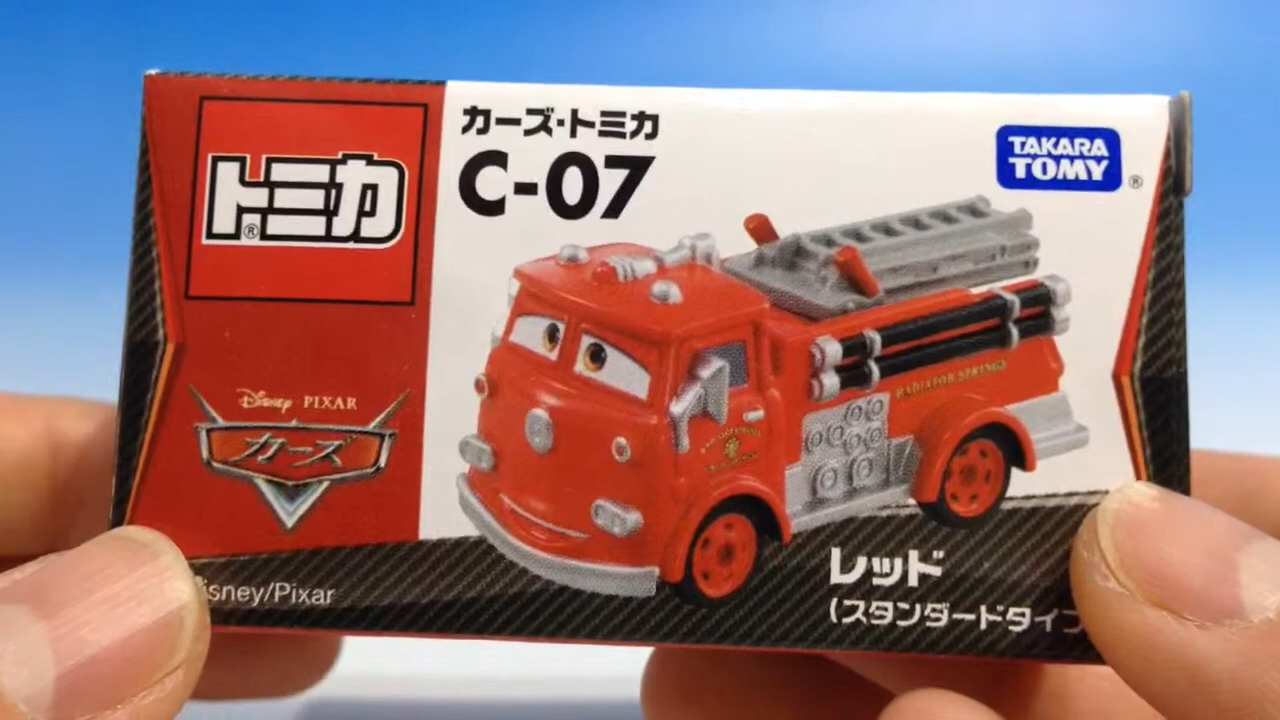 トミカ
®
カーズ・トミカ
C-07
TAKARA
TOMY
®
Disney PIXAR
カーズ
RADIATOR SPRINGS
レッド
(スタンダードタイプ
isney/Pixar